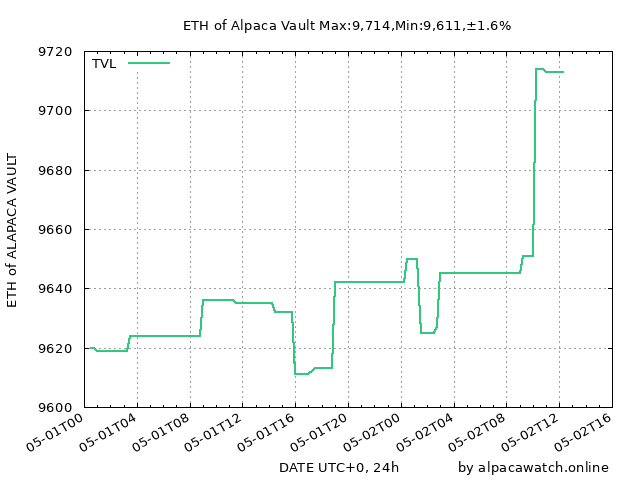 ETH of Alpaca Vault Max:9,714,Min:9,611,±1.6%
TVL
9720
9700
9680
9660
9640
9620
9600
ETH of ALAPACA VAULT
05-01T00
05-01T04
05-01T08
05-01T12
05-01T16
05-01T20
05-02T00
05-02T04
05-02T08
05-02T12
05-02T16
DATE UTC+0, 24h
by alpacawatch.online